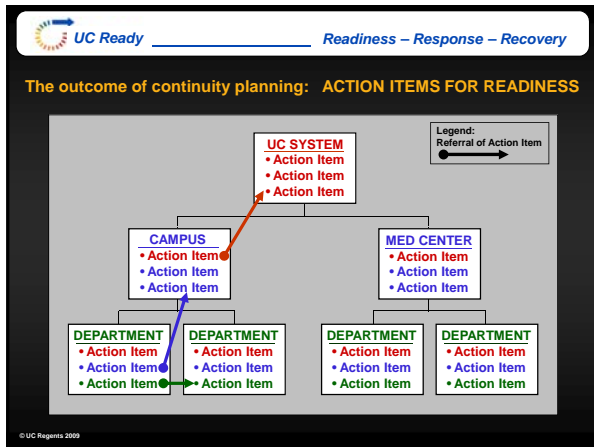 UC Ready Readiness – Response – Recovery
The outcome of continuity planning: ACTION ITEMS FOR READINESS
Legend:
Referral of Action Item
UC SYSTEM
• Action Item
• Action Item
• Action Item
CAMPUS
• Action Item
• Action Item
• Action Item
MED CENTER
• Action Item
• Action Item
• Action Item
DEPARTMENT
• Action Item
• Action Item
• Action Item
DEPARTMENT
• Action Item
• Action Item
• Action Item
DEPARTMENT
• Action Item
• Action Item
• Action Item
DEPARTMENT
• Action Item
• Action Item
• Action Item
© UC Regents 2009